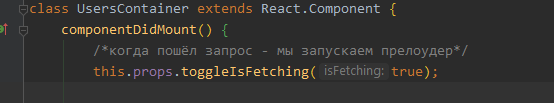 class UsersContainer extends React.Component {
componentDidMount() {
/*когда пошёл запрос - мы запускаем прелоудер*/
this.props.toggleIsFetching( isFetching: true);